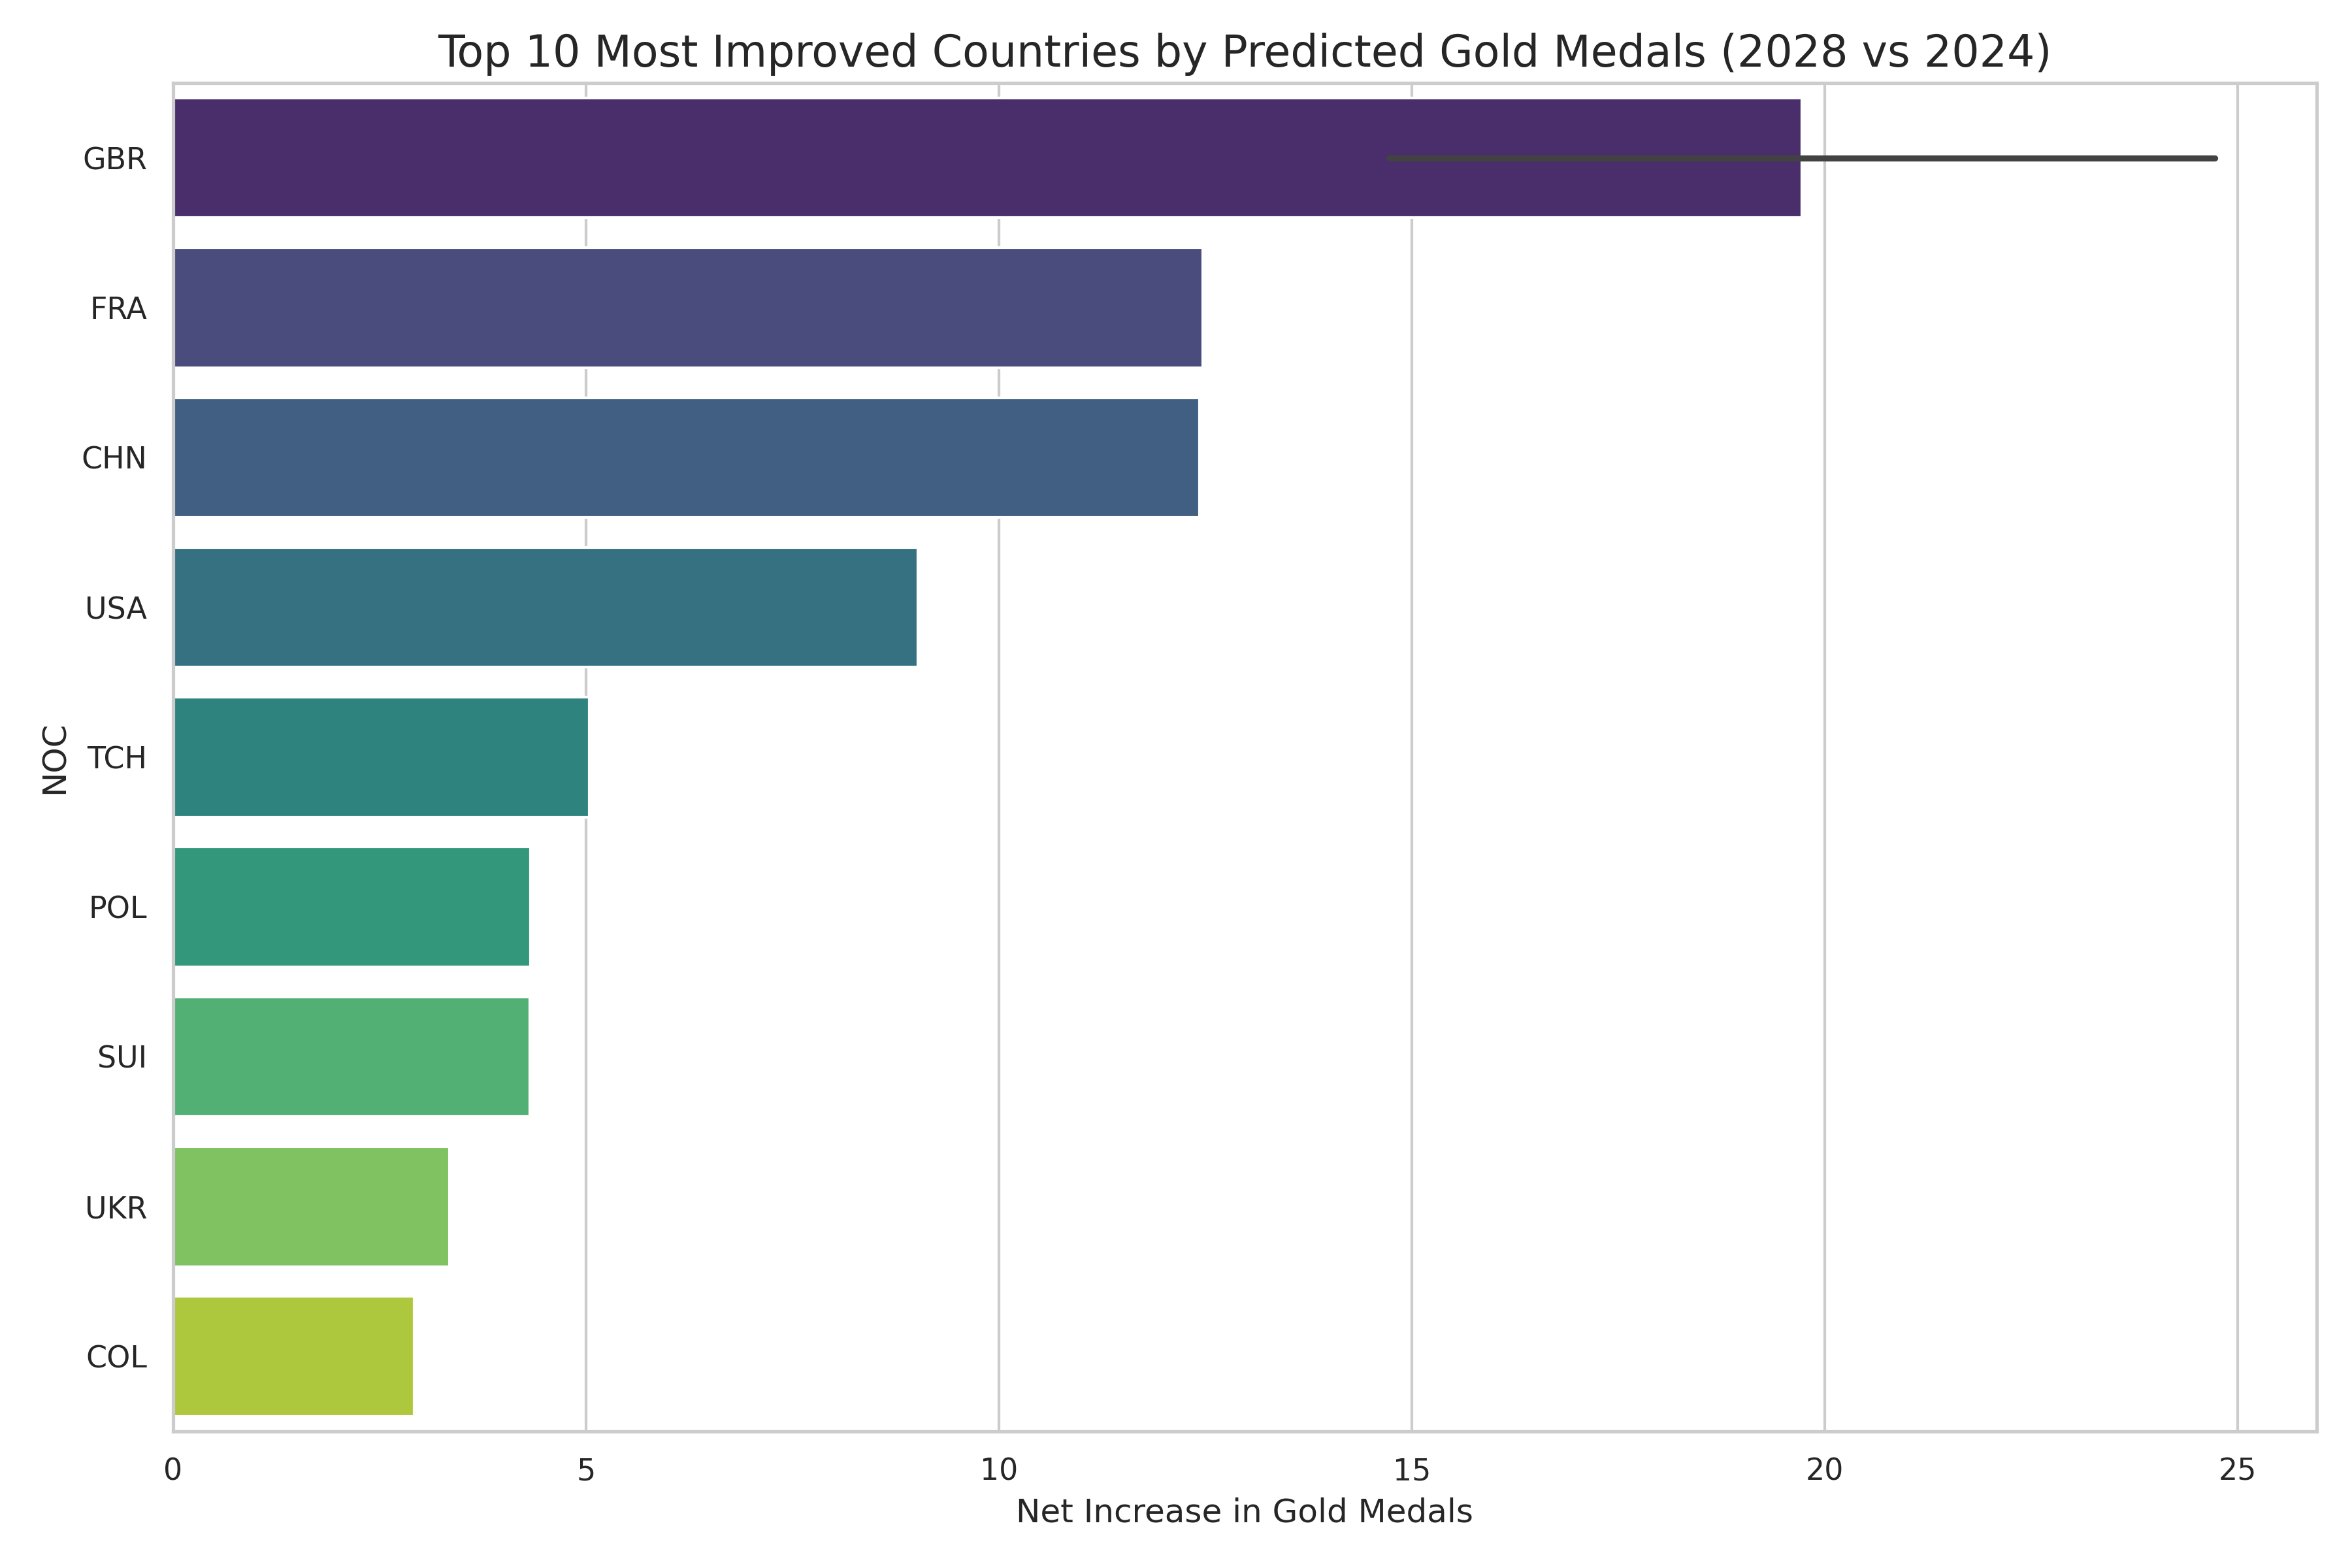 Top 10 Most Improved Countries by Predicted Gold Medals (2028 vs 2024)
GBR
FRA
CHN
USA
TCH
POL
SUI
UKR
COL
NOC
0 5 10 15 20 25
Net Increase in Gold Medals